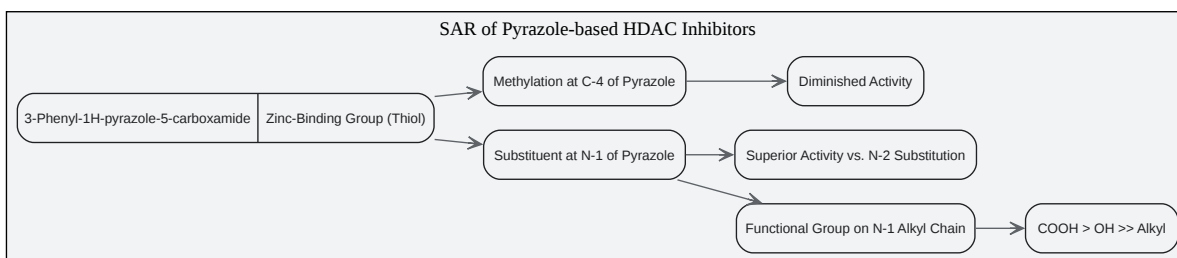 SAR of Pyrazole-based HDAC Inhibitors
Methylation at C-4 of Pyrazole
Diminished Activity
3-Phenyl-1H-pyrazole-5-carboxamide
Zinc-Binding Group (Thiol)
Substituent at N-1 of Pyrazole
Superior Activity vs. N-2 Substitution
Functional Group on N-1 Alkyl Chain
COOH > OH >> Alkyl